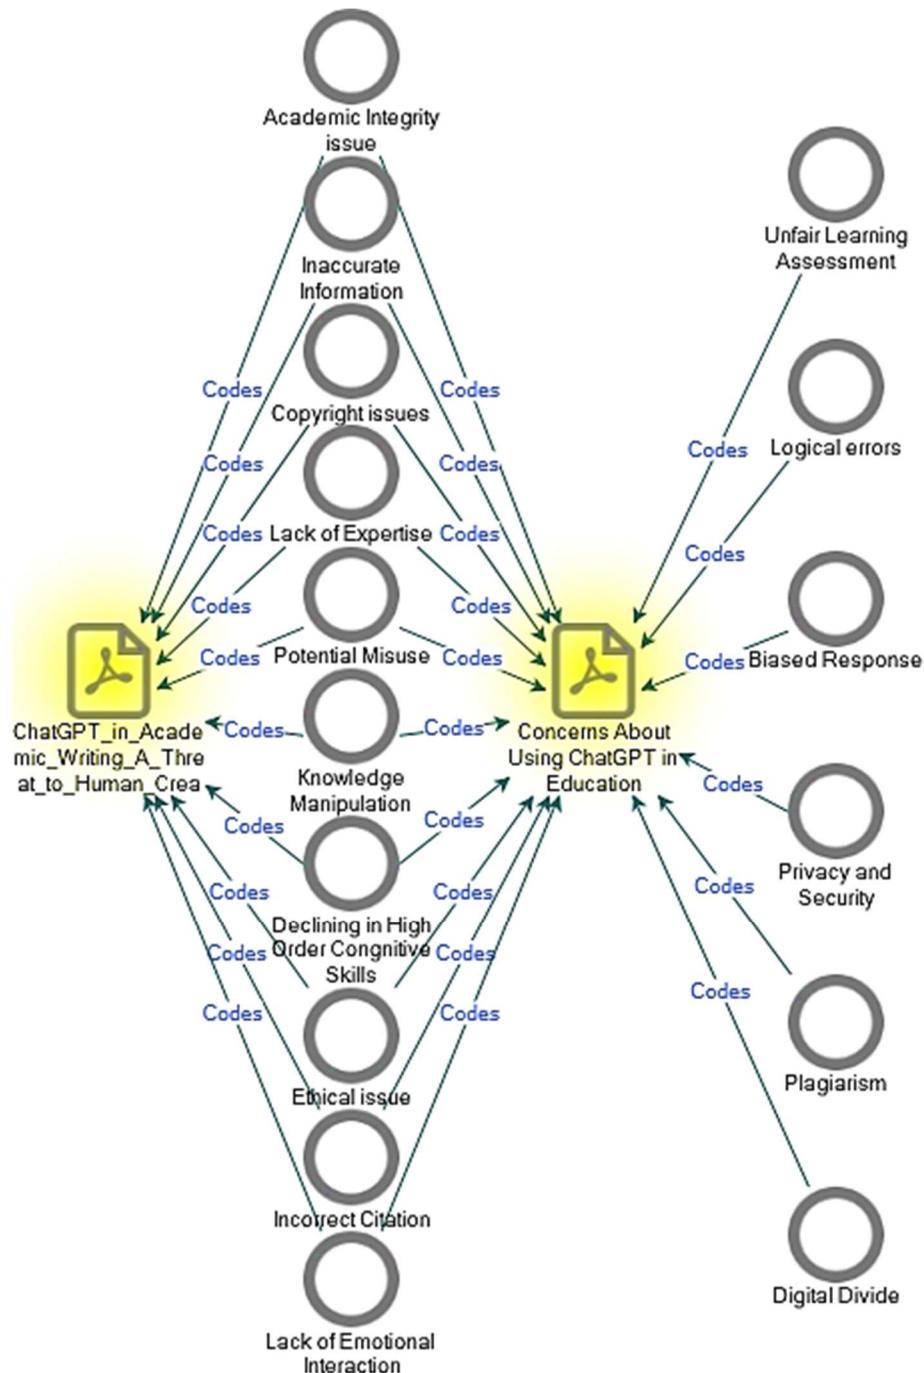 Academic Integrity
issue
Unfair Learning
Assessment
Inaccurate
Information
Codes
Codes
Copyright issues
Logical errors
Codes
Codes
Codes
Codes
Lack of Expertise
Codes
Codes
Codes
Codes
Codes
Potential Misuse
Codes
Codes
Codes
Biased Response
ChatGPT_in_Acade
mic_Writing_A_Thre
at_to_Human_Crea
Codes
Codes
Concerns About
Using ChatGPT in
Education
Knowledge
Manipulation
Codes
Codes
Codes
Privacy and
Security
Declining in High
Order Congnitive
Skills
Codes
Codes
Codes
Codes
Codes
Codes
Codes
Codes
Plagiarism
Ethical issue
Incorrect Citation
Digital Divide
Lack of Emotional
Interaction